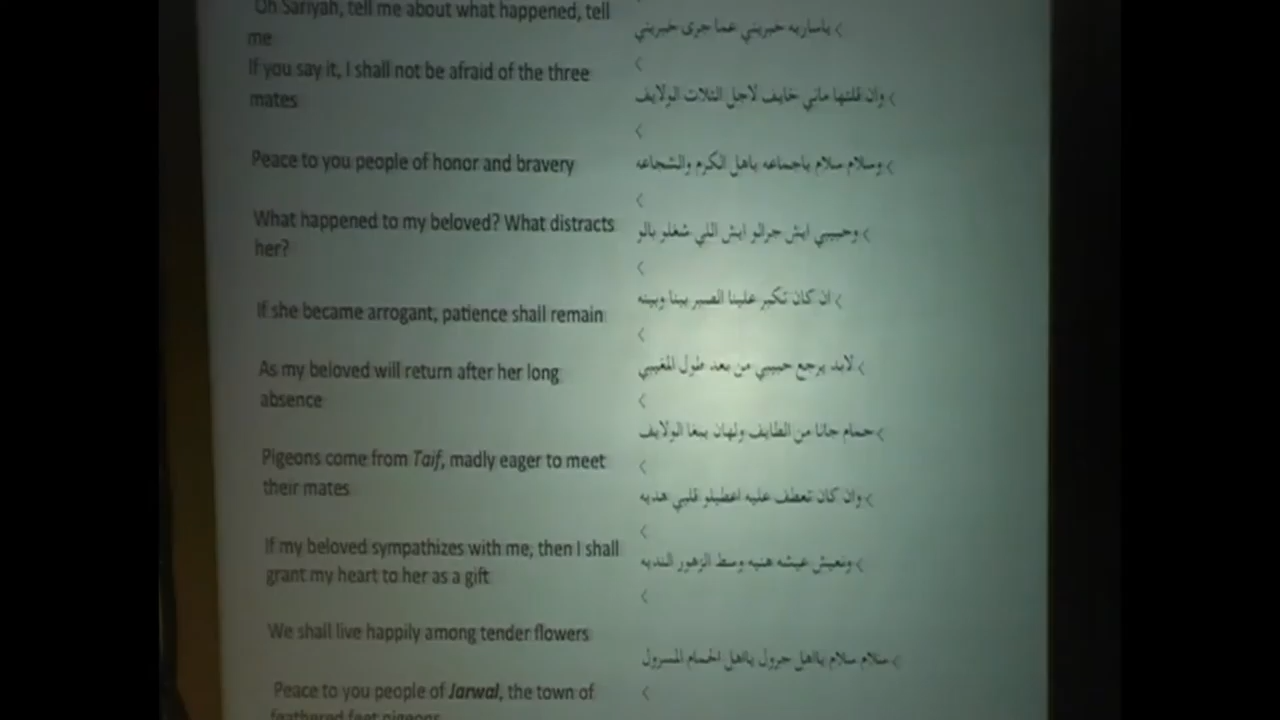 Oh Sariyah, tell me about what happened, tell
me
If you say it, I shall not be afraid of the three
mates
Peace to you people of honor and bravery
What happened to my beloved? What distracts
her?
If she became arrogant, patience shall remain
As my beloved will return after her long
absence
Pigeons come from Taif, madly eager to meet
their mates
If my beloved sympathizes with me, then I shall
grant my heart to her as a gift
We shall live happily among tender flowers
Peace to you people of Jarwal, the town of
feathered feet pigeons
> ياساريه خبريني عما جرى خبريني
>
> وان قلتها ماني خايف لاجل الثلاث الولايف
>
> وسلام سلام ياجماعه ياهل الكرم والشجاعه
>
> وحبيبي ايش جرالو ايش اللي شغلو بالو
>
> ان كان تكبر علينا الصبر بينا وبينه
>
> لابد يرجع حبيبي من بعد طول المغيبي
>
> حمام جانا من الطايف ولهان يبغا الولايف
>
> وان كان تعطف عليه اعطيلو قلبي هديه
>
> ونعيش عيشه هنيه وسط الزهور النديه
>
> سلام سلام يااهل جرول يااهل الحمام المسرول
>